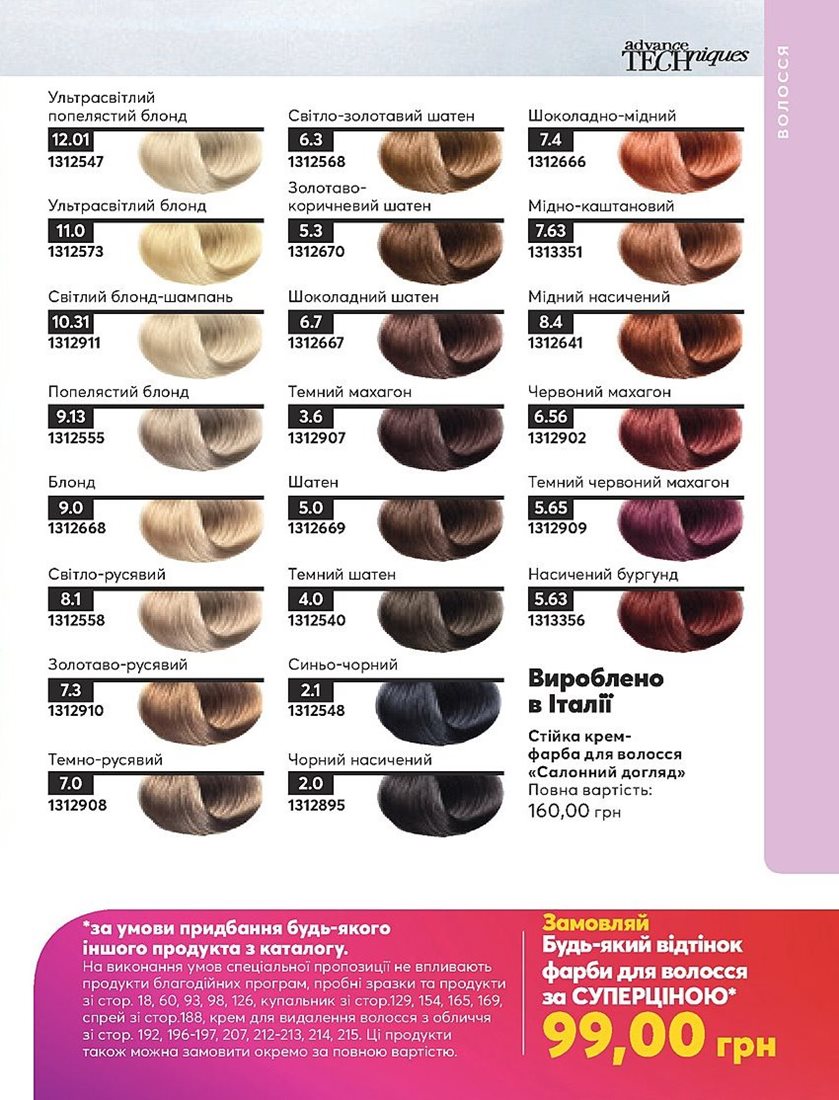 advance
TECHniques
ВОЛОССЯ
Ультрасвітлий
попелястий блонд
12.01
1312547
Ультрасвітлий блонд
11.0
1312573
Світлий блонд-шампань
10.31
1312911
Попелястий блонд
9.13
1312555
Блонд
9.0
1312668
Світло-русявий
8.1
1312558
Золотаво-русявий
7.3
1312910
Темно-русявий
7.0
1312908
Світло-золотавий шатен
6.3
1312568
Золотаво-
коричневий шатен
5.3
1312670
Шоколадний шатен
6.7
1312667
Темний махагон
3.6
1312907
Шатен
5.0
1312669
Темний шатен
4.0
1312540
Синьо-чорний
2.1
1312548
Чорний насичений
2.0
1312895
Шоколадно-мідний
7.4
1312666
Мідно-каштановий
7.63
1313351
Мідний насичений
8.4
1312641
Червоний махагон
6.56
1312902
Темний червоний махагон
5.65
1312909
Насичений бургунд
5.63
1313356
Вироблено
в Італії
Стійка крем-
фарба для волосся
«Салонний догляд»
Повна вартість:
160,00 грн
*за умови придбання будь-якого
іншого продукта з каталогу.
На виконання умов спеціальної пропозиції не впливають
продукти благодійних програм, пробні зразки та продукти
зі стор. 18, 60, 93, 98, 126, купальник зі стор.129, 154, 165, 169,
спрей зі стор.188, крем для видалення волосся з обличчя
зі стор. 192, 196-197, 207, 212-213, 214, 215. Ці продукти
також можна замовити окремо за повною вартістю.
Замовляй
Будь-який відтінок
фарби для волосся
за СУПЕРЦІНОЮ*
99,00 грн